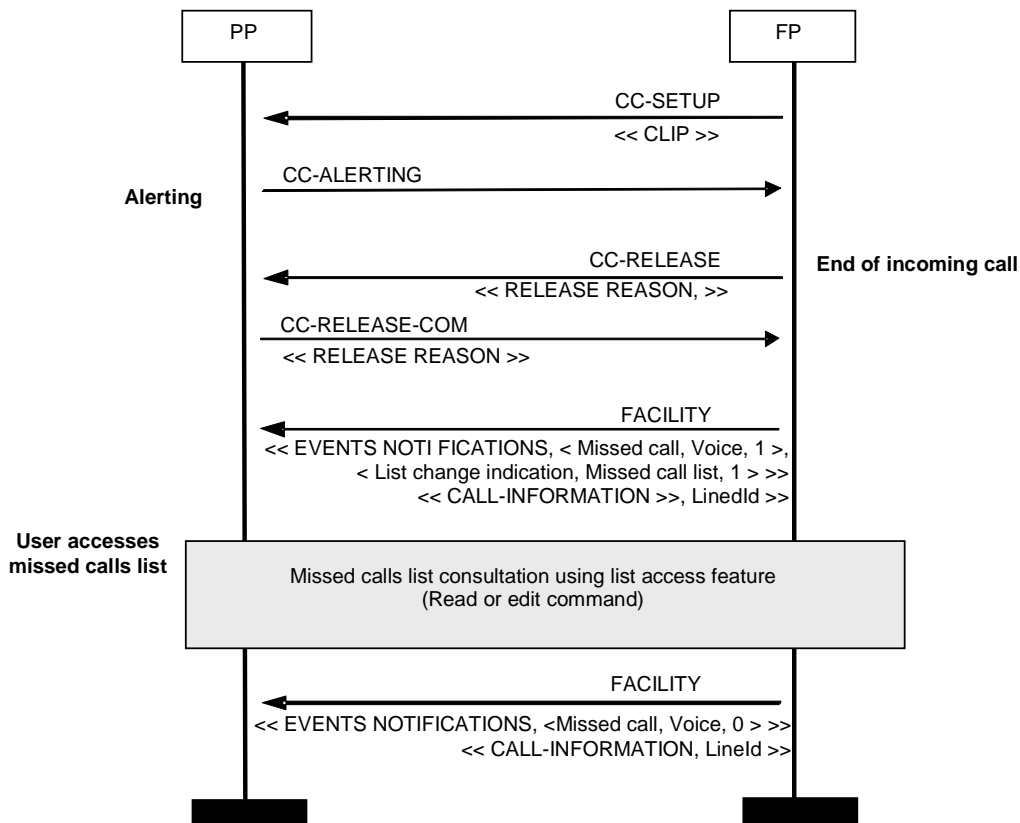 PP
FP
CC-SETUP
<< CLIP >>
CC-ALERTING
Alerting
CC-RELEASE
End of incoming call
<< RELEASE REASON, >>
CC-RELEASE-COM
<< RELEASE REASON >>
FACILITY
<< EVENTS NOTI FICATIONS, < Missed call, Voice, 1 >,
< List change indication, Missed call list, 1 > >>
<< CALL-INFORMATION >>, LinedId >>
User accesses
missed calls list
Missed calls list consultation using list access feature
(Read or edit command)
FACILITY
<< EVENTS NOTIFICATIONS, <Missed call, Voice, 0 > >>
<< CALL-INFORMATION, LineId >>